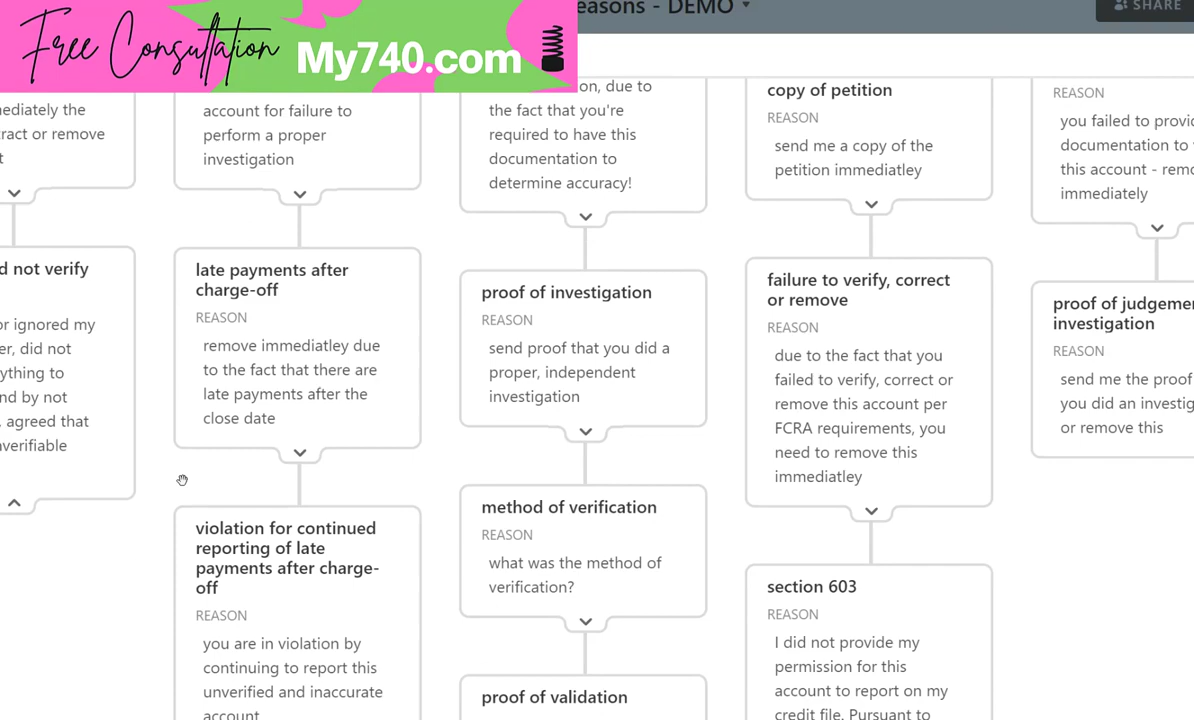 Free Consultation
My740.com
easons - DEMO
SHARE
nediately the
tract or remove
t
d not verify
or ignored my
er, did not
ything to
nd by not
, agreed that
averifiable
account for failure to
perform a proper
investigation
late payments after
charge-off
REASON
remove immediatley due
to the fact that there are
late payments after the
close date
violation for continued
reporting of late
payments after charge-
off
REASON
you are in violation by
continuing to report this
unverified and inaccurate
account
on, due to
the fact that you're
required to have this
documentation to
determine accuracy!
proof of investigation
REASON
send proof that you did a
proper, independent
investigation
method of verification
REASON
what was the method of
verification?
proof of validation
copy of petition
REASON
send me a copy of the
petition immediatley
failure to verify, correct
or remove
REASON
due to the fact that you
failed to verify, correct or
remove this account per
FCRA requirements, you
need to remove this
immediatley
section 603
REASON
I did not provide my
permission for this
account to report on my
credit file. Pursuant to
REASON
you failed to provi
documentation to
this account - remo
immediately
proof of judgeme
investigation
REASON
send me the proof
you did an investig
or remove this